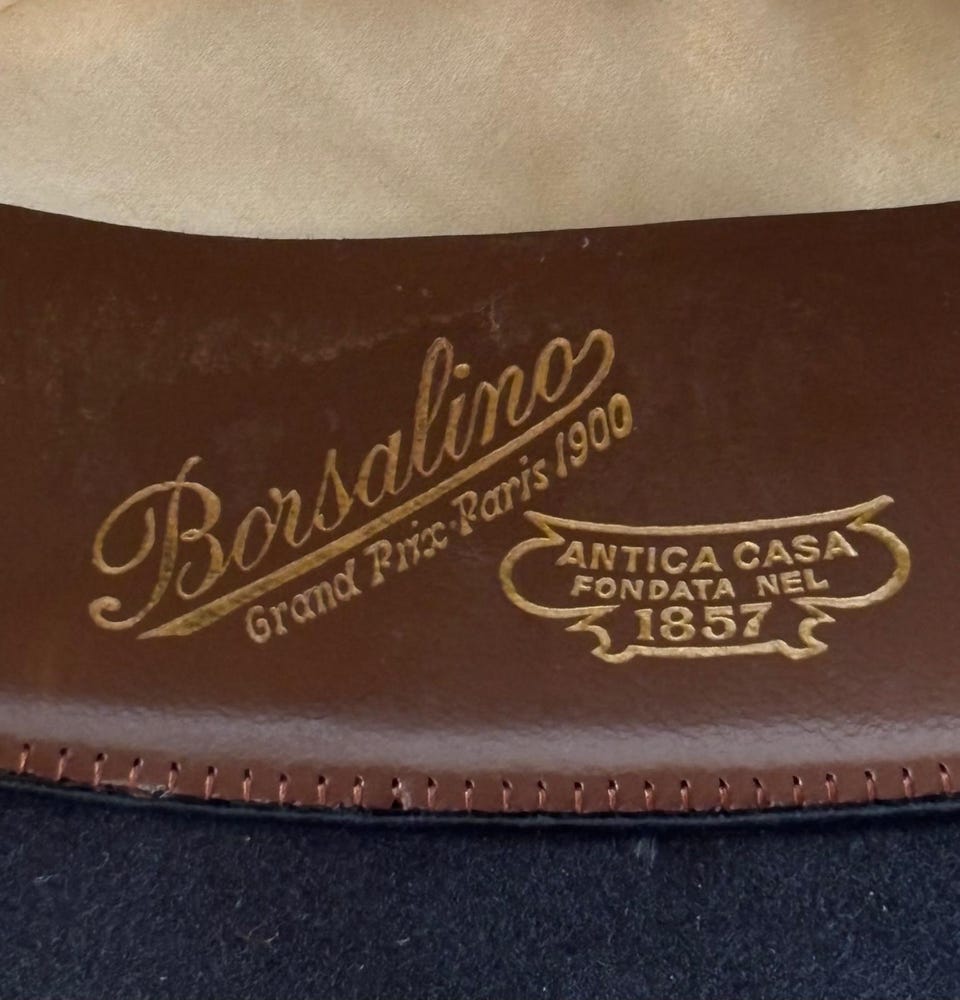 Borsalino
Grand Prix·Paris 1900
ANTICA CASA
FONDATA NEL
1857